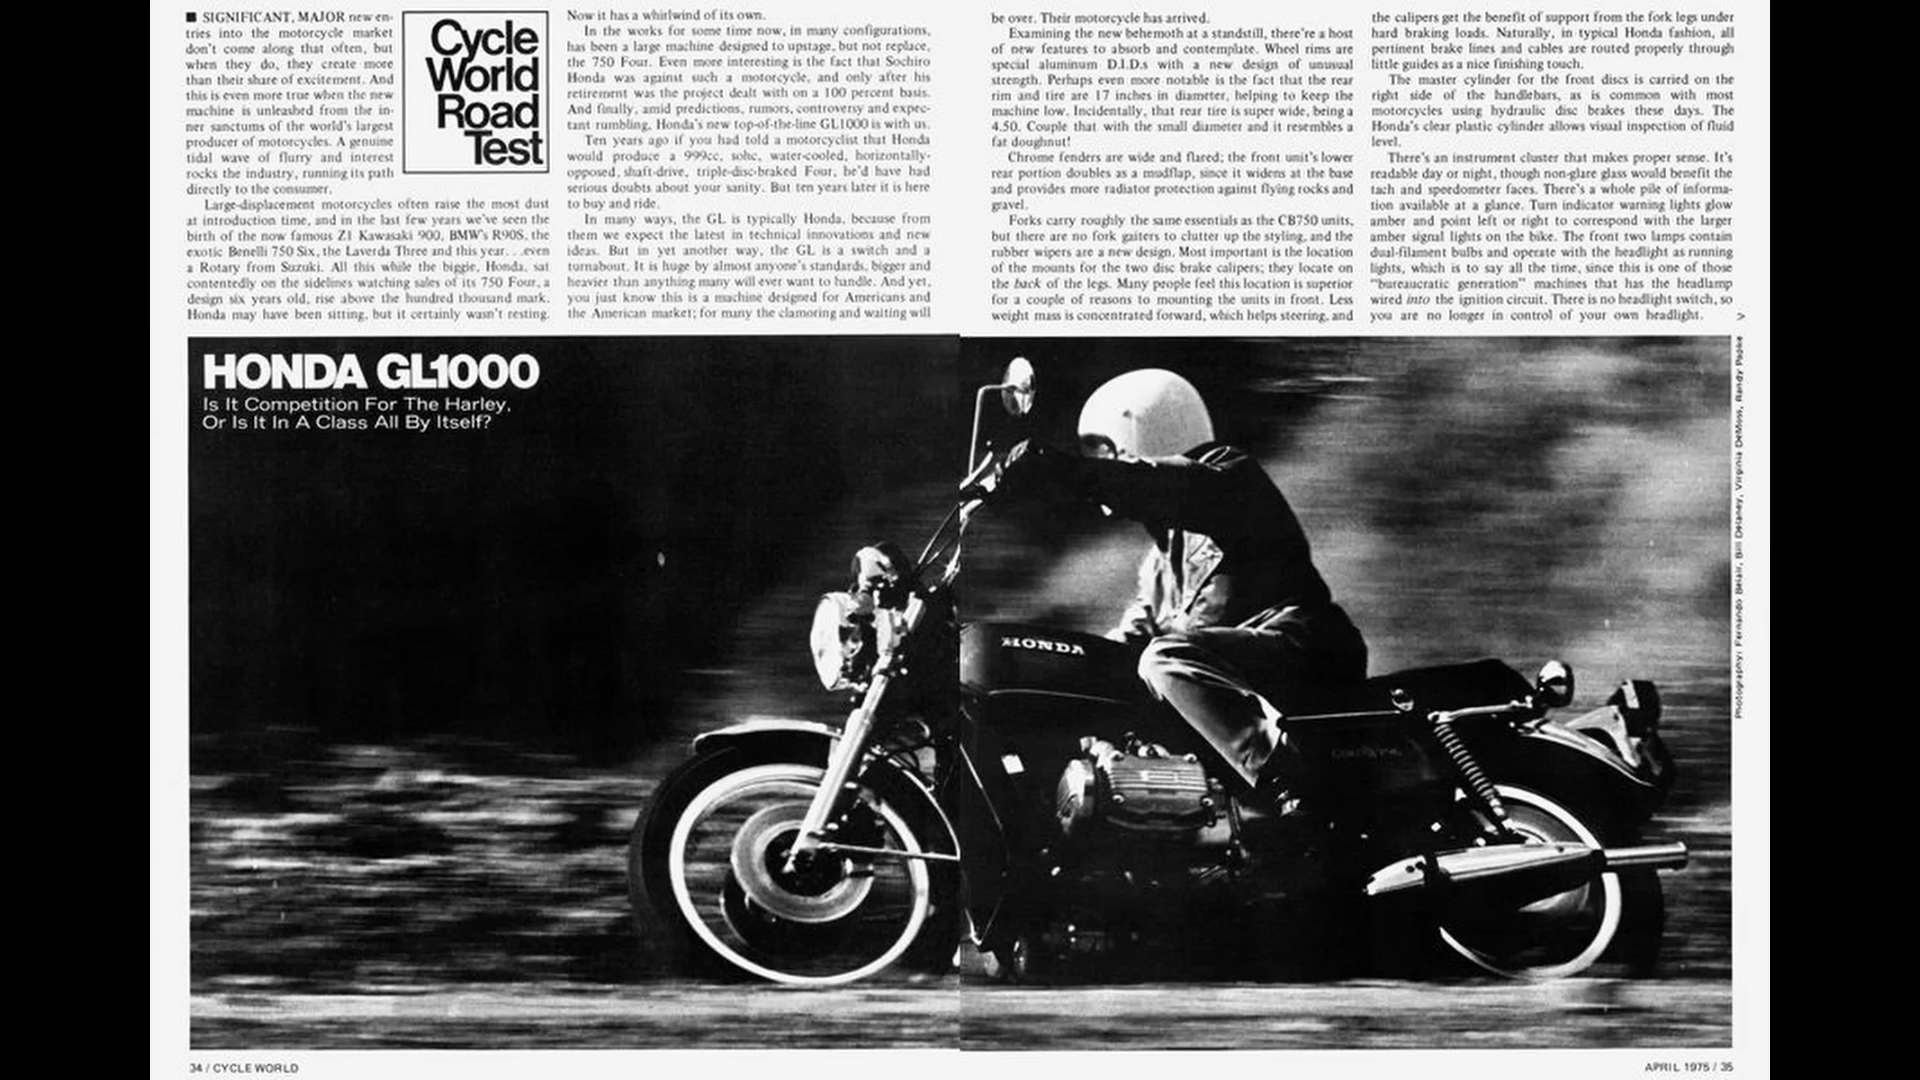 ■ SIGNIFICANT, MAJOR new en-
tries into the motorcycle market
don't come along that often, but
when they do, they create more
than their share of excitement. And
this is even more true when the new
machine is unleashed from the in-
ner sanctums of the world's largest
producer of motorcycles. A genuine
tidal wave of flurry and interest
rocks the industry, running its path
directly to the consumer.
Large-displacement motorcycles often raise the most dust
at introduction time, and in the last few years we've seen the
birth of the now famous Z1 Kawasaki 900, BMW's R90S, the
exotic Benelli 750 Six, the Laverda Three and this year. . .even
a Rotary from Suzuki. All this while the biggie, Honda, sat
contentedly on the sidelines watching sales of its 750 Four, a
design six years old, rise above the hundred thousand mark.
Honda may have been sitting, but it certainly wasn't resting.
Cycle
World
Road
Test
Now it has a whirlwind of its own.
In the works for some time now, in many configurations,
has been a large machine designed to upstage, but not replace,
the 750 Four. Even more interesting is the fact that Sochiro
Honda was against such a motorcycle, and only after his
retirement was the project dealt with on a 100 percent basis.
And finally, amid predictions, rumors, controversy and expec-
tant rumbling, Honda's new top-of-the-line GL1000 is with us.
Ten years ago if you had told a motorcyclist that Honda
would produce a 999cc, sohc, water-cooled, horizontally-
opposed, shaft-drive, triple-disc-braked Four, he'd have had
serious doubts about your sanity. But ten years later it is here
to buy and ride.
In many ways, the GL is typically Honda, because from
them we expect the latest in technical innovations and new
ideas. But in yet another way, the GL is a switch and a
turnabout. It is huge by almost anyone's standards, bigger and
heavier than anything many will ever want to handle. And yet,
you just know this is a machine designed for Americans and
the American market; for many the clamoring and waiting will
be over. Their motorcycle has arrived.
Examining the new behemoth at a standstill, there're a host
of new features to absorb and contemplate. Wheel rims are
special aluminum D.I.D.s with a new design of unusual
strength. Perhaps even more notable is the fact that the rear
rim and tire are 17 inches in diameter, helping to keep the
machine low. Incidentally, that rear tire is super wide, being a
4.50. Couple that with the small diameter and it resembles a
fat doughnut!
Chrome fenders are wide and flared; the front unit's lower
rear portion doubles as a mudflap, since it widens at the base
and provides more radiator protection against flying rocks and
gravel.
Forks carry roughly the same essentials as the CB750 units,
but there are no fork gaiters to clutter up the styling, and the
rubber wipers are a new design. Most important is the location
of the mounts for the two disc brake calipers; they locate on
the back of the legs. Many people feel this location is superior
for a couple of reasons to mounting the units in front. Less
weight mass is concentrated forward, which helps steering, and
the calipers get the benefit of support from the fork legs under
hard braking loads. Naturally, in typical Honda fashion, all
pertinent brake lines and cables are routed properly through
little guides as a nice finishing touch.
The master cylinder for the front discs is carried on the
right side of the handlebars, as is common with most
motorcycles using hydraulic disc brakes these days. The
Honda's clear plastic cylinder allows visual inspection of fluid
level.
There's an instrument cluster that makes proper sense. It's
readable day or night, though non-glare glass would benefit the
tach and speedometer faces. There's a whole pile of informa-
tion available at a glance. Turn indicator warning lights glow
amber and point left or right to correspond with the larger
amber signal lights on the bike. The front two lamps contain
dual-filament bulbs and operate with the headlight as running
lights, which is to say all the time, since this is one of those
"bureaucratic generation" machines that has the headlamp
wired into the ignition circuit. There is no headlight switch, so
you are no longer in control of your own headlight. >
HONDA GL1000
Is It Competition For The Harley,
Or Is It In A Class All By Itself?
HONDA
Photography: Fernando Belair, Bill Delaney, Virginia DeMoss, Randy Papke
34 / CYCLE WORLD
APRIL 1975 / 35